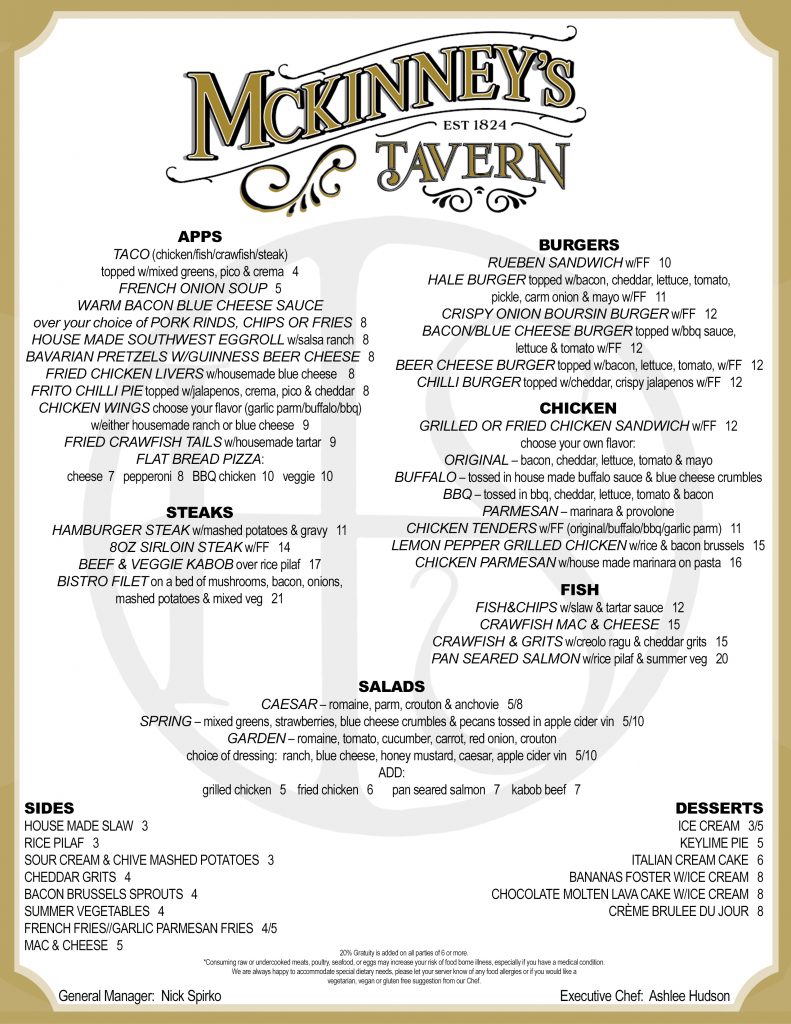 McKINNEY'S
EST 1824
TAVERN
APPS
TACO (chicken/fish/crawfish/steak)
topped w/mixed greens, pico & crema 4
FRENCH ONION SOUP 5
WARM BACON BLUE CHEESE SAUCE
over your choice of PORK RINDS, CHIPS OR FRIES 8
HOUSE MADE SOUTHWEST EGGROLL w/salsa ranch 8
BAVARIAN PRETZELS W/GUINNESS BEER CHEESE 8
FRIED CHICKEN LIVERS w/housemade blue cheese 8
FRITO CHILLI PIE topped w/jalapenos, crema, pico & cheddar 8
CHICKEN WINGS choose your flavor (garlic parm/buffalo/bbq)
w/either housemade ranch or blue cheese 9
FRIED CRAWFISH TAILS w/housemade tartar 9
FLAT BREAD PIZZA:
cheese 7 pepperoni 8 BBQ chicken 10 veggie 10
STEAKS
HAMBURGER STEAK w/mashed potatoes & gravy 11
8OZ SIRLOIN STEAK w/FF 14
BEEF & VEGGIE KABOB over rice pilaf 17
BISTRO FILET on a bed of mushrooms, bacon, onions,
mashed potatoes & mixed veg 21
BURGERS
RUEBEN SANDWICH w/FF 10
HALE BURGER topped w/bacon, cheddar, lettuce, tomato,
pickle, carm onion & mayo w/FF 11
CRISPY ONION BOURSIN BURGER w/FF 12
BACON/BLUE CHEESE BURGER topped w/bbq sauce,
lettuce & tomato w/FF 12
BEER CHEESE BURGER topped w/bacon, lettuce, tomato, w/FF 12
CHILLI BURGER topped w/cheddar, crispy jalapenos w/FF 12
CHICKEN
GRILLED OR FRIED CHICKEN SANDWICH w/FF 12
choose your own flavor:
ORIGINAL – bacon, cheddar, lettuce, tomato & mayo
BUFFALO – tossed in house made buffalo sauce & blue cheese crumbles
BBQ – tossed in bbq, cheddar, lettuce, tomato & bacon
PARMESAN – marinara & provolone
CHICKEN TENDERS w/FF (original/buffalo/bbq/garlic parm) 11
LEMON PEPPER GRILLED CHICKEN w/rice & bacon brussels 15
CHICKEN PARMESAN w/house made marinara on pasta 16
FISH
FISH&CHIPS w/slaw & tartar sauce 12
CRAWFISH MAC & CHEESE 15
CRAWFISH & GRITS w/creolo ragu & cheddar grits 15
PAN SEARED SALMON w/rice pilaf & summer veg 20
SALADS
CAESAR – romaine, parm, crouton & anchovie 5/8
SPRING – mixed greens, strawberries, blue cheese crumbles & pecans tossed in apple cider vin 5/10
GARDEN – romaine, tomato, cucumber, carrot, red onion, crouton
choice of dressing: ranch, blue cheese, honey mustard, caesar, apple cider vin 5/10
ADD:
grilled chicken 5 fried chicken 6 pan seared salmon 7 kabob beef 7
SIDES
HOUSE MADE SLAW 3
RICE PILAF 3
SOUR CREAM & CHIVE MASHED POTATOES 3
CHEDDAR GRITS 4
BACON BRUSSELS SPROUTS 4
SUMMER VEGETABLES 4
FRENCH FRIES//GARLIC PARMESAN FRIES 4/5
MAC & CHEESE 5
DESSERTS
ICE CREAM 3/5
KEYLIME PIE 5
ITALIAN CREAM CAKE 6
BANANAS FOSTER W/ICE CREAM 8
CHOCOLATE MOLTEN LAVA CAKE W/ICE CREAM 8
CRÈME BRULEE DU JOUR 8
20% Gratuity is added on all parties of 6 or more.
*Consuming raw or undercooked meats, poultry, seafood, or eggs may increase your risk of food borne illness, especially if you have a medical condition.
We are always happy to accommodate special dietary needs, please let your server know of any food allergies or if you would like a
vegetarian, vegan or gluten free suggestion from our Chef.
General Manager: Nick Spirko
Executive Chef: Ashlee Hudson